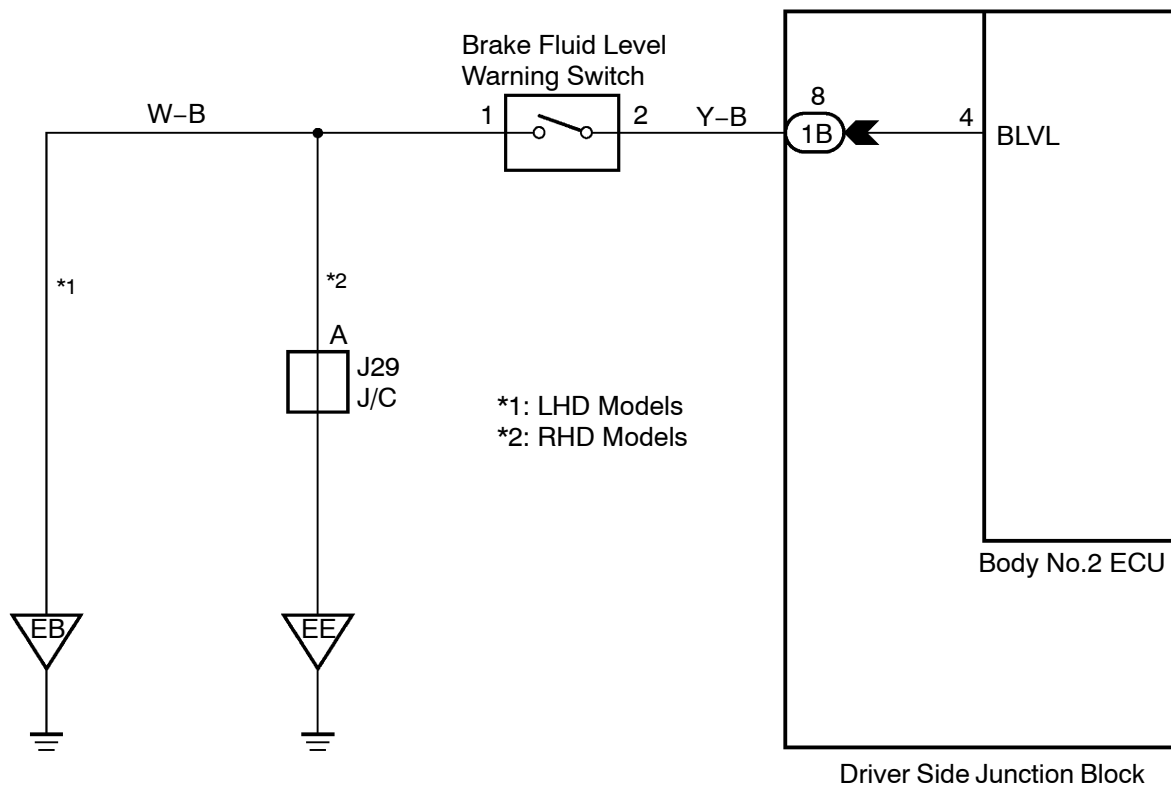 Brake Fluid Level
Warning Switch
W–B
1
2
Y–B
8
1B
4
BLVL
*1
*2
A
J29
J/C
*1: LHD Models
*2: RHD Models
Body No.2 ECU
EB
EE
Driver Side Junction Block